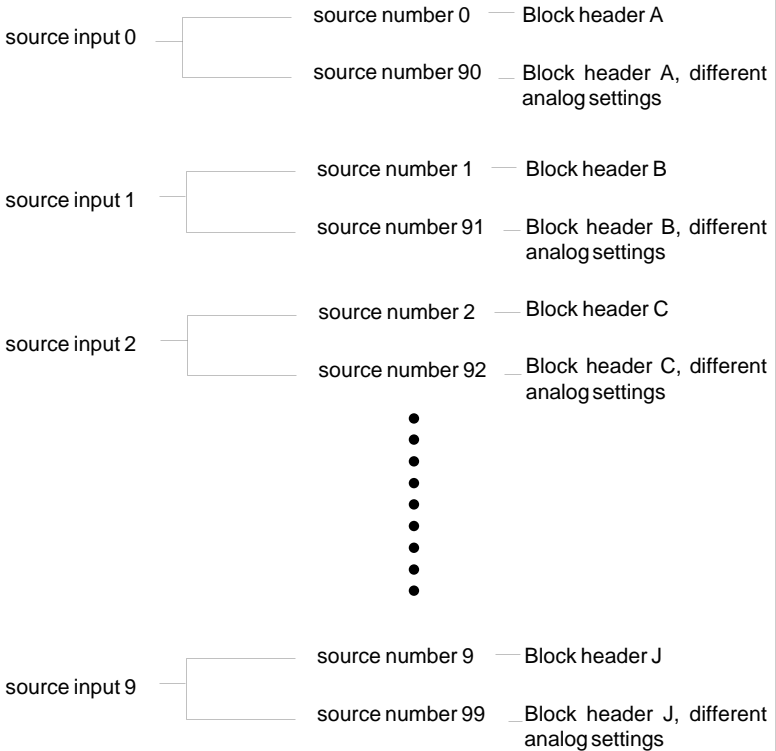 source number 0
Block header A
source input 0
source number 90
Block header A, different
analog settings
source number 1
Block header B
source input 1
source number 91
Block header B, different
analog settings
source number 2
Block header C
source input 2
source number 92
Block header C, different
analog settings
source number 9
Block header J
source input 9
source number 99
Block header J, different
analog settings